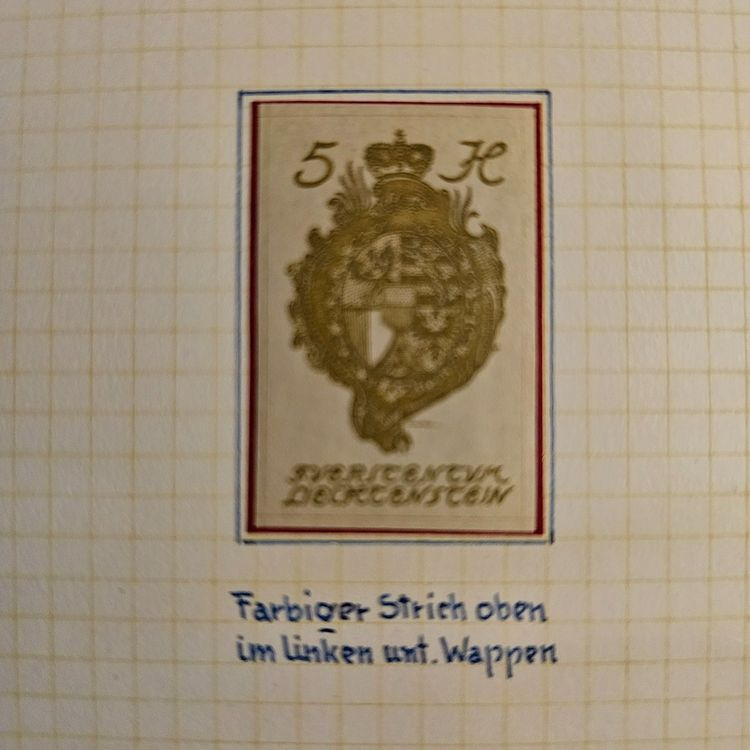 5 H
FVERSTENTVM
LIECHTENSTEIN
Farbiger Strich oben
im linken unt. Wappen